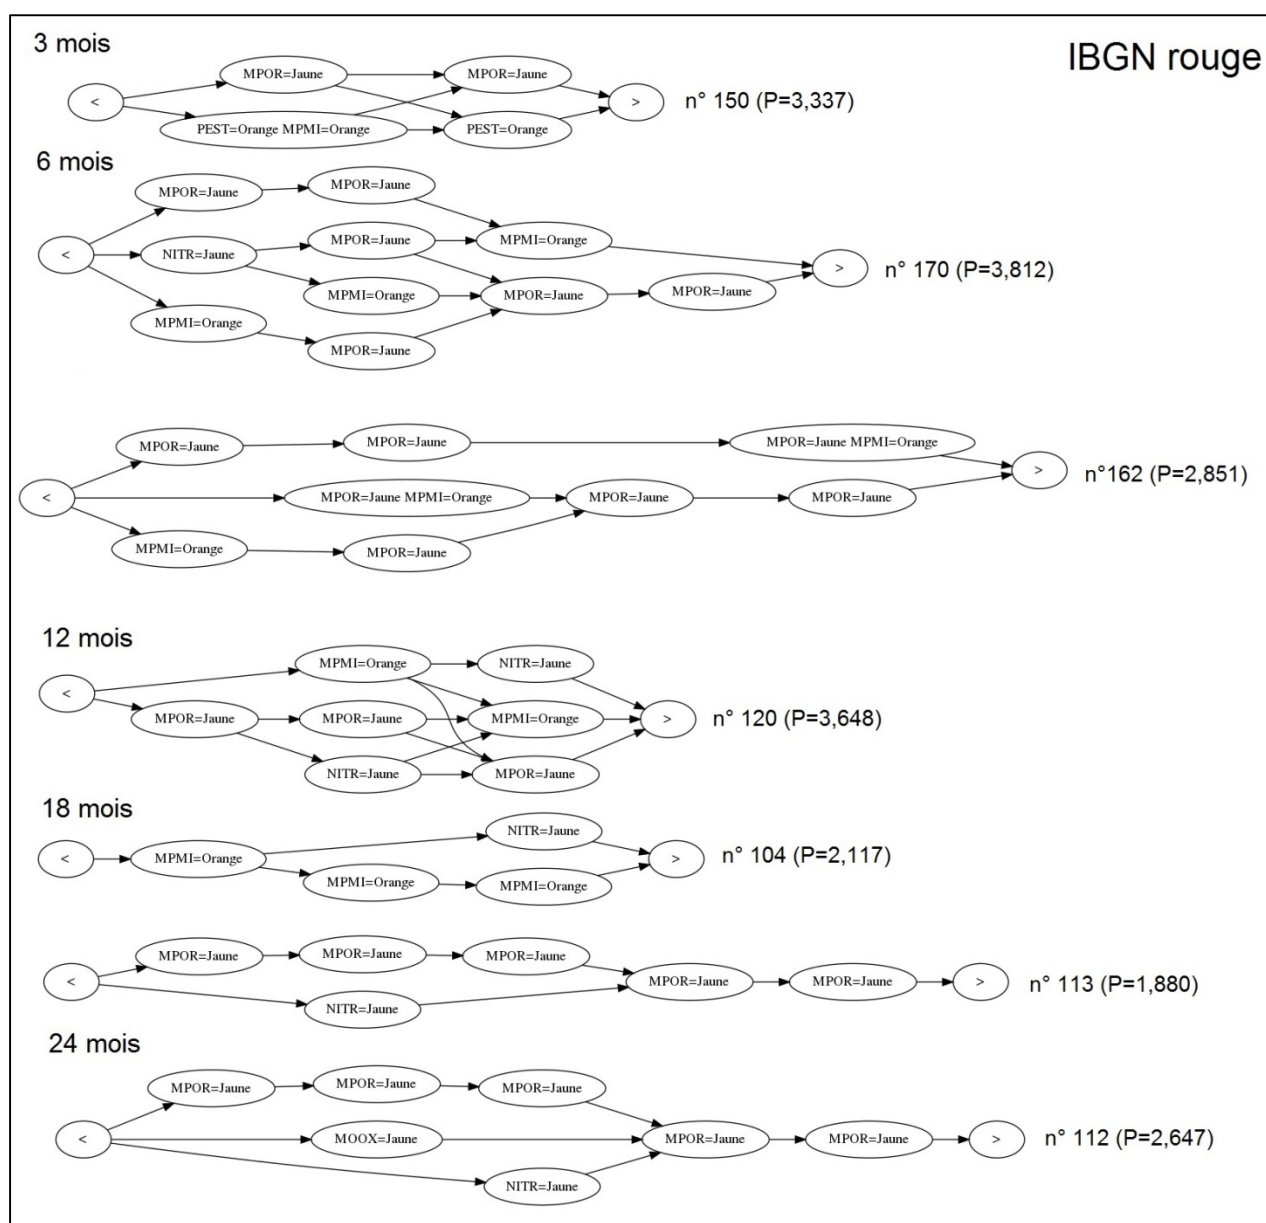 3 mois
IBGN rouge
MPOR=Jaune
MPOR=Jaune
<
>
n° 150 (P=3,337)
PEST=Orange MPMI=Orange
PEST=Orange
6 mois
MPOR=Jaune
MPOR=Jaune
<
NITR=Jaune
MPOR=Jaune
MPMI=Orange
>
n° 170 (P=3,812)
MPMI=Orange
MPOR=Jaune
MPOR=Jaune
MPMI=Orange
MPOR=Jaune
MPOR=Jaune
MPOR=Jaune
MPOR=Jaune MPMI=Orange
>
n°162 (P=2,851)
<
MPOR=Jaune MPMI=Orange
MPOR=Jaune
MPOR=Jaune
MPMI=Orange
MPOR=Jaune
12 mois
MPMI=Orange
NITR=Jaune
<
MPOR=Jaune
MPOR=Jaune
MPMI=Orange
>
n° 120 (P=3,648)
NITR=Jaune
MPOR=Jaune
18 mois
NITR=Jaune
<
MPMI=Orange
>
n° 104 (P=2,117)
MPMI=Orange
MPMI=Orange
MPOR=Jaune
MPOR=Jaune
MPOR=Jaune
<
MPOR=Jaune
MPOR=Jaune
>
n° 113 (P=1,880)
NITR=Jaune
24 mois
MPOR=Jaune
MPOR=Jaune
MPOR=Jaune
<
MOOX=Jaune
MPOR=Jaune
MPOR=Jaune
>
n° 112 (P=2,647)
NITR=Jaune